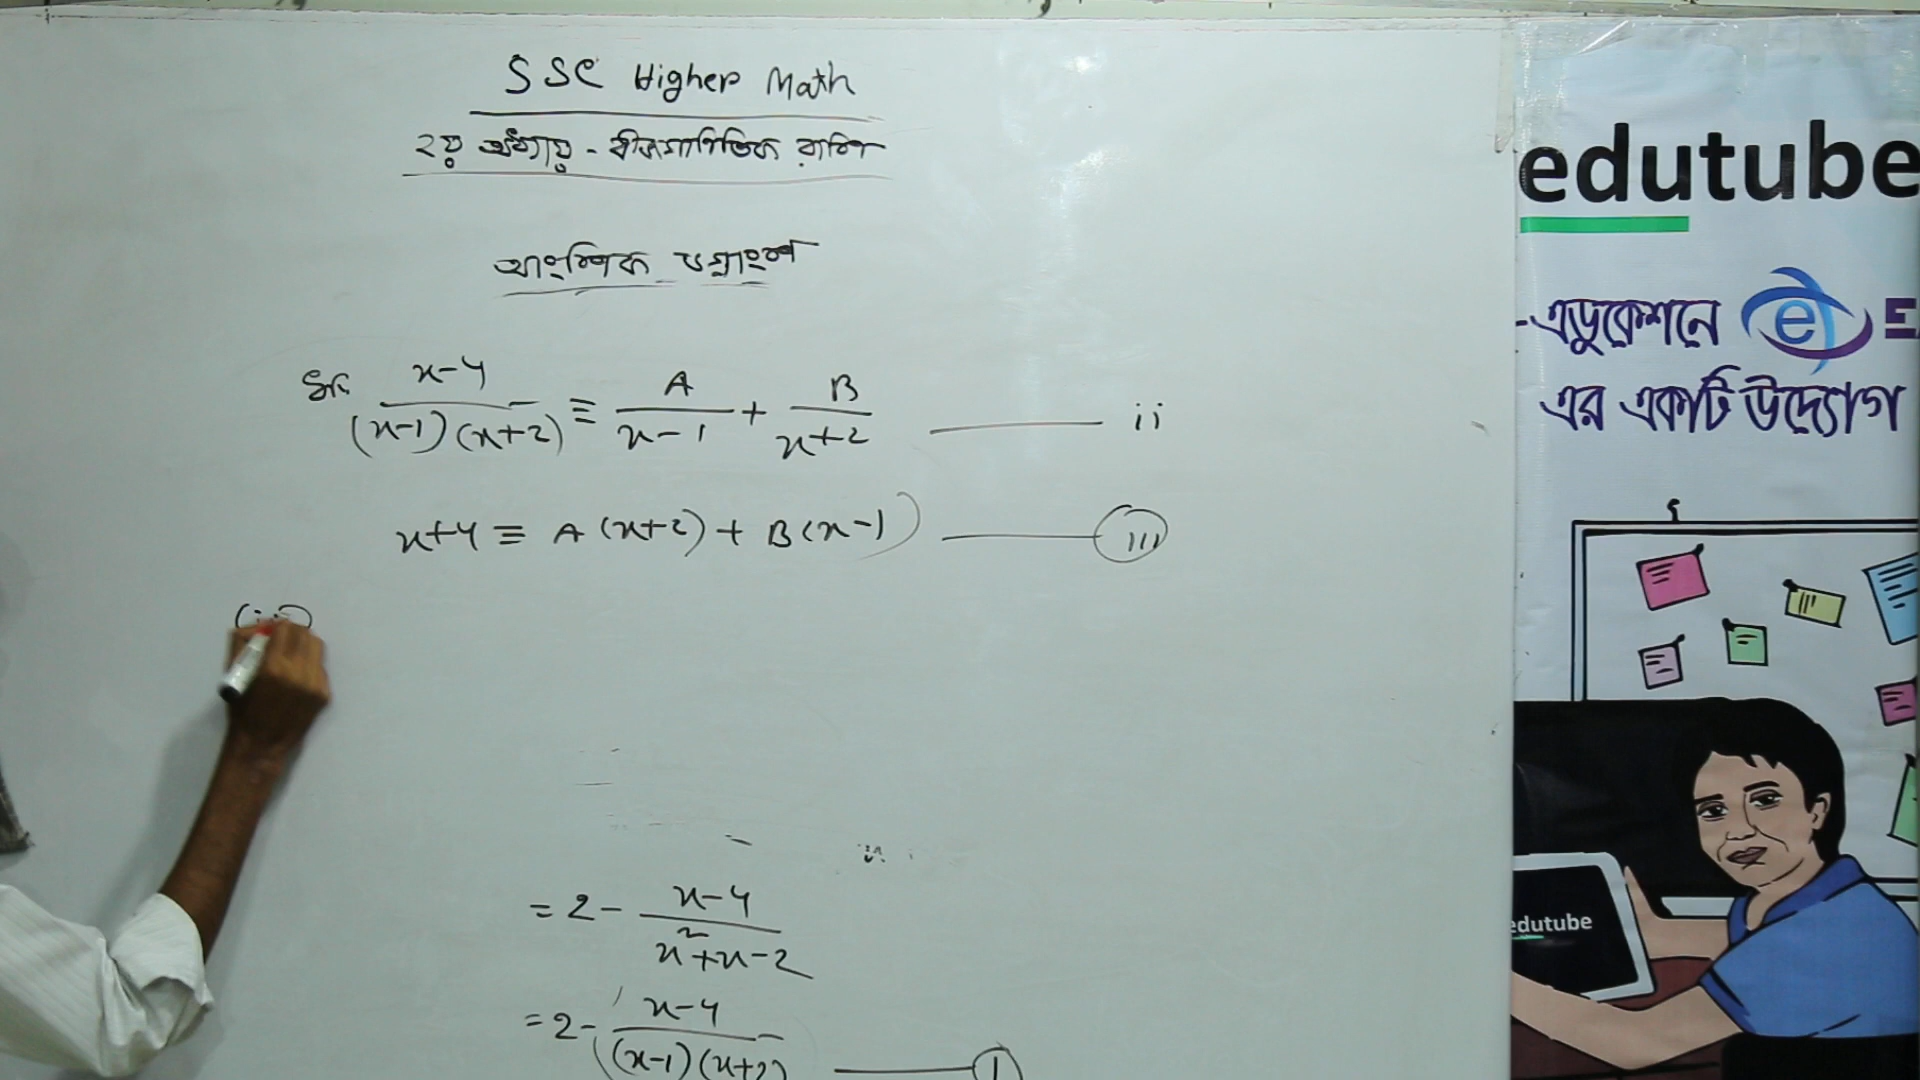 SSC Higher Math
২য় অধ্যায় - বীজগাণিতিক রাশি
আংশিক ভগ্নাংশ
ধরি, (x-4)/((x-1)(x+2)) ≡ A/(x-1) + B/(x+2) ——— ii
x+4 ≡ A(x+2) + B(x-1) ——— (iii)
= 2 - (x-4)/(x²+x-2)
= 2 - (x-4)/((x-1)(x+2)) ——— (i)
edutube
-এডুকেশনে e
এর একটি উদ্যোগ
edutube